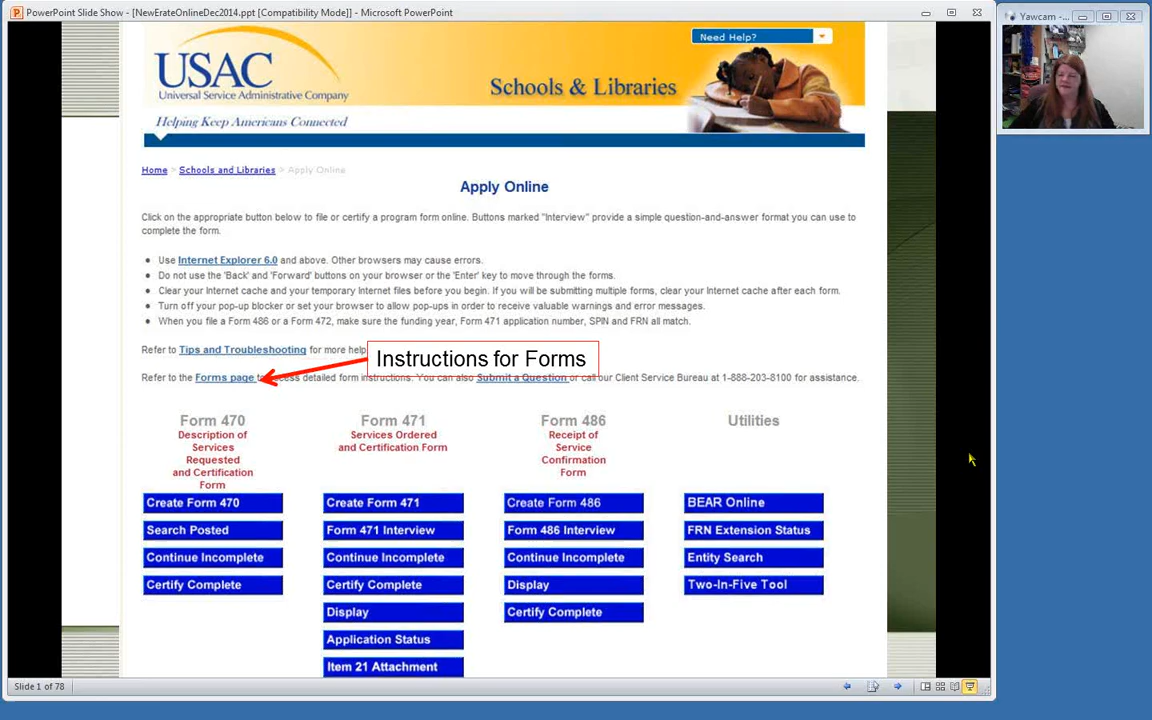 PowerPoint Slide Show - [NewErateOnlineDec2014.ppt [Compatibility Mode]] - Microsoft PowerPoint
Yawcam -...
Need Help?
USAC
Universal Service Administrative Company
Schools & Libraries
Helping Keep Americans Connected
Home > Schools and Libraries > Apply Online
Apply Online
Click on the appropriate button below to file or certify a program form online. Buttons marked "Interview" provide a simple question-and-answer format you can use to
complete the form.
• Use Internet Explorer 6.0 and above. Other browsers may cause errors.
• Do not use the 'Back' and 'Forward' buttons on your browser or the 'Enter' key to move through the forms.
• Clear your Internet cache and your temporary Internet files before you begin. If you will be submitting multiple forms, clear your Internet cache after each form.
• Turn off your pop-up blocker or set your browser to allow pop-ups in order to receive valuable warnings and error messages.
• When you file a Form 486 or a Form 472, make sure the funding year, Form 471 application number, SPIN and FRN all match.
Refer to Tips and Troubleshooting for more help
Instructions for Forms
Refer to the Forms page detailed form instructions. You can also Submit a Question or call our Client Service Bureau at 1-888-203-8100 for assistance.
Form 470
Description of
Services
Requested
and Certification
Form
Create Form 470
Search Posted
Continue Incomplete
Certify Complete
Form 471
Services Ordered
and Certification Form
Create Form 471
Form 471 Interview
Continue Incomplete
Certify Complete
Display
Application Status
Item 21 Attachment
Form 486
Receipt of
Service
Confirmation
Form
Create Form 486
Form 486 Interview
Continue Incomplete
Display
Certify Complete
Utilities
BEAR Online
FRN Extension Status
Entity Search
Two-In-Five Tool
Slide 1 of 78